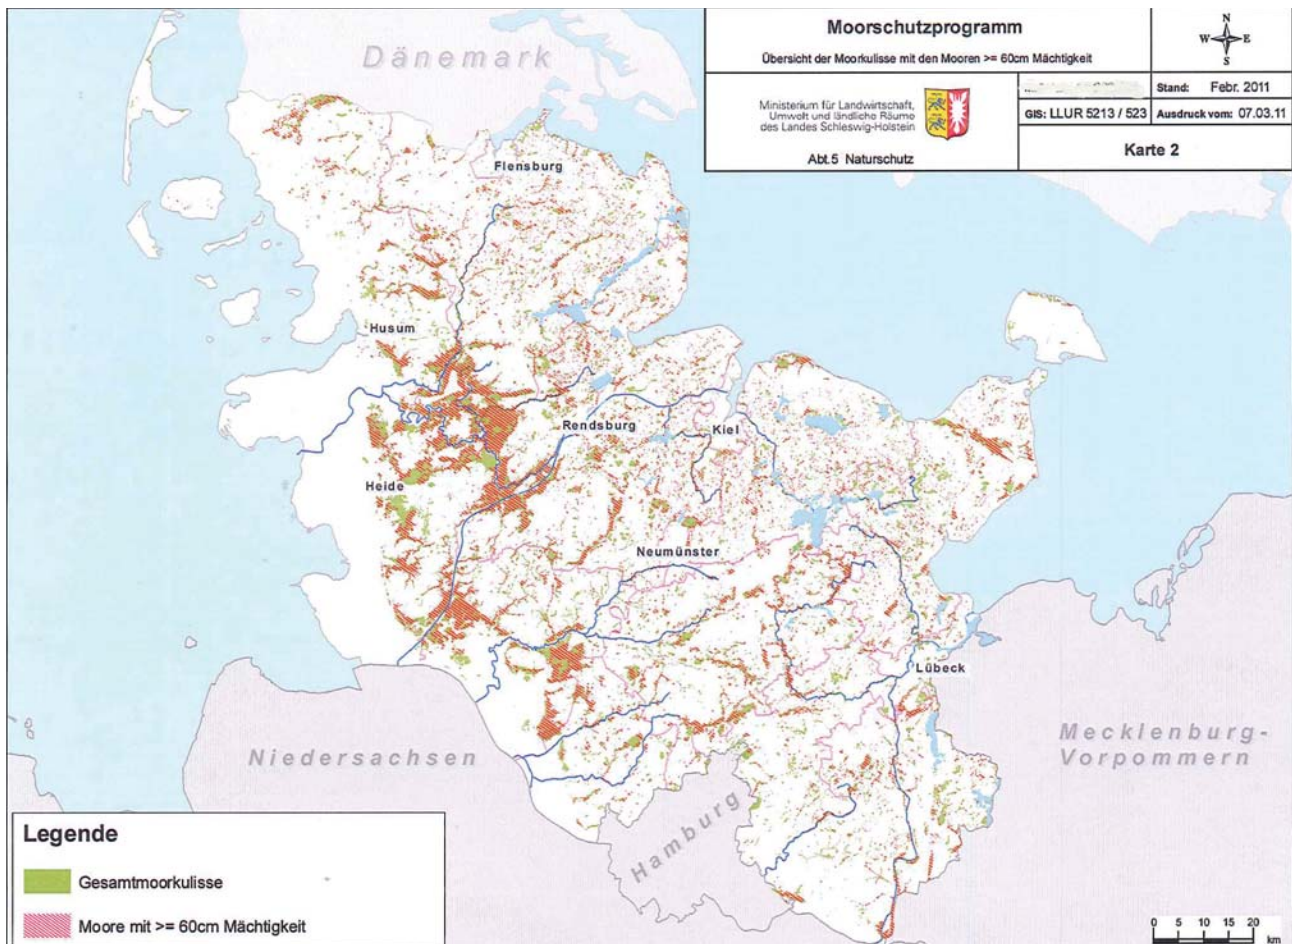 Moorschutzprogramm
Übersicht der Moorkulisse mit den Mooren >= 60cm Mächtigkeit
N
W E
S
Ministerium für Landwirtschaft,
Umwelt und ländliche Räume
des Landes Schleswig-Holstein
Abt.5 Naturschutz
Stand: Febr. 2011
GIS: LLUR 5213 / 523
Ausdruck vom: 07.03.11
Karte 2
Dänemark
Flensburg
Husum
Rendsburg
Kiel
Heide
Neumünster
Lübeck
Niedersachsen
Mecklenburg-
Vorpommern
Hamburg
Legende
Gesamtmoorkulisse
Moore mit >= 60cm Mächtigkeit
0 5 10 15 20
km